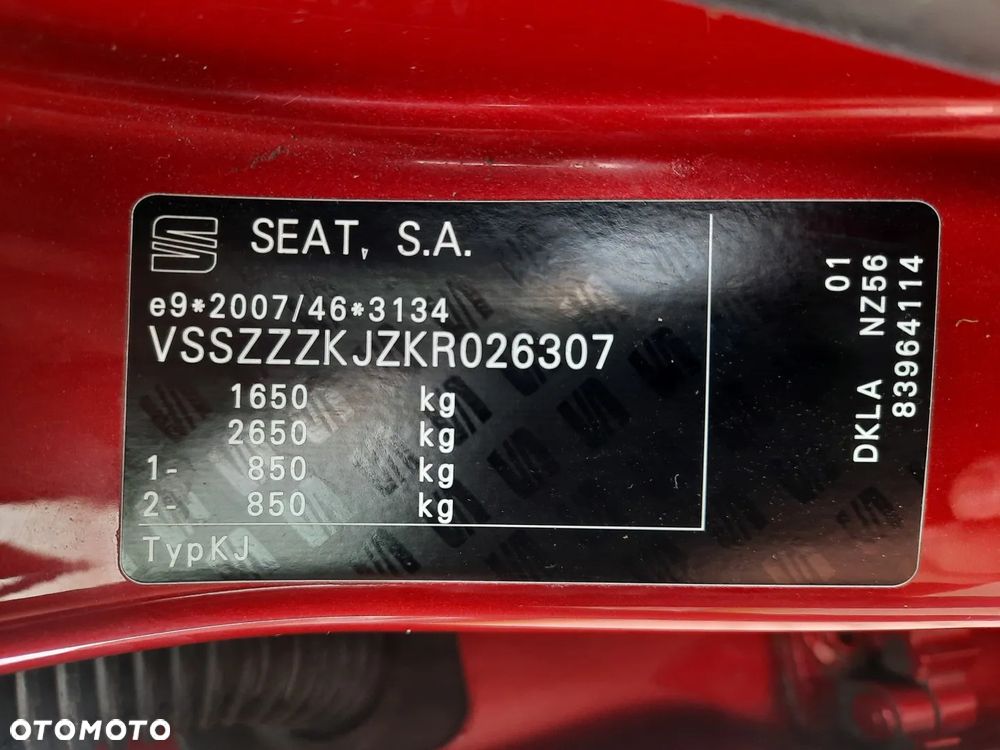 SEAT, S.A.
e9*2007/46*3134
VSSZZZKJZKR026307
1650 kg
2650 kg
1- 850 kg
2- 850 kg
TypKJ
01
DKLA NZ56
83964114
OTOMOTO